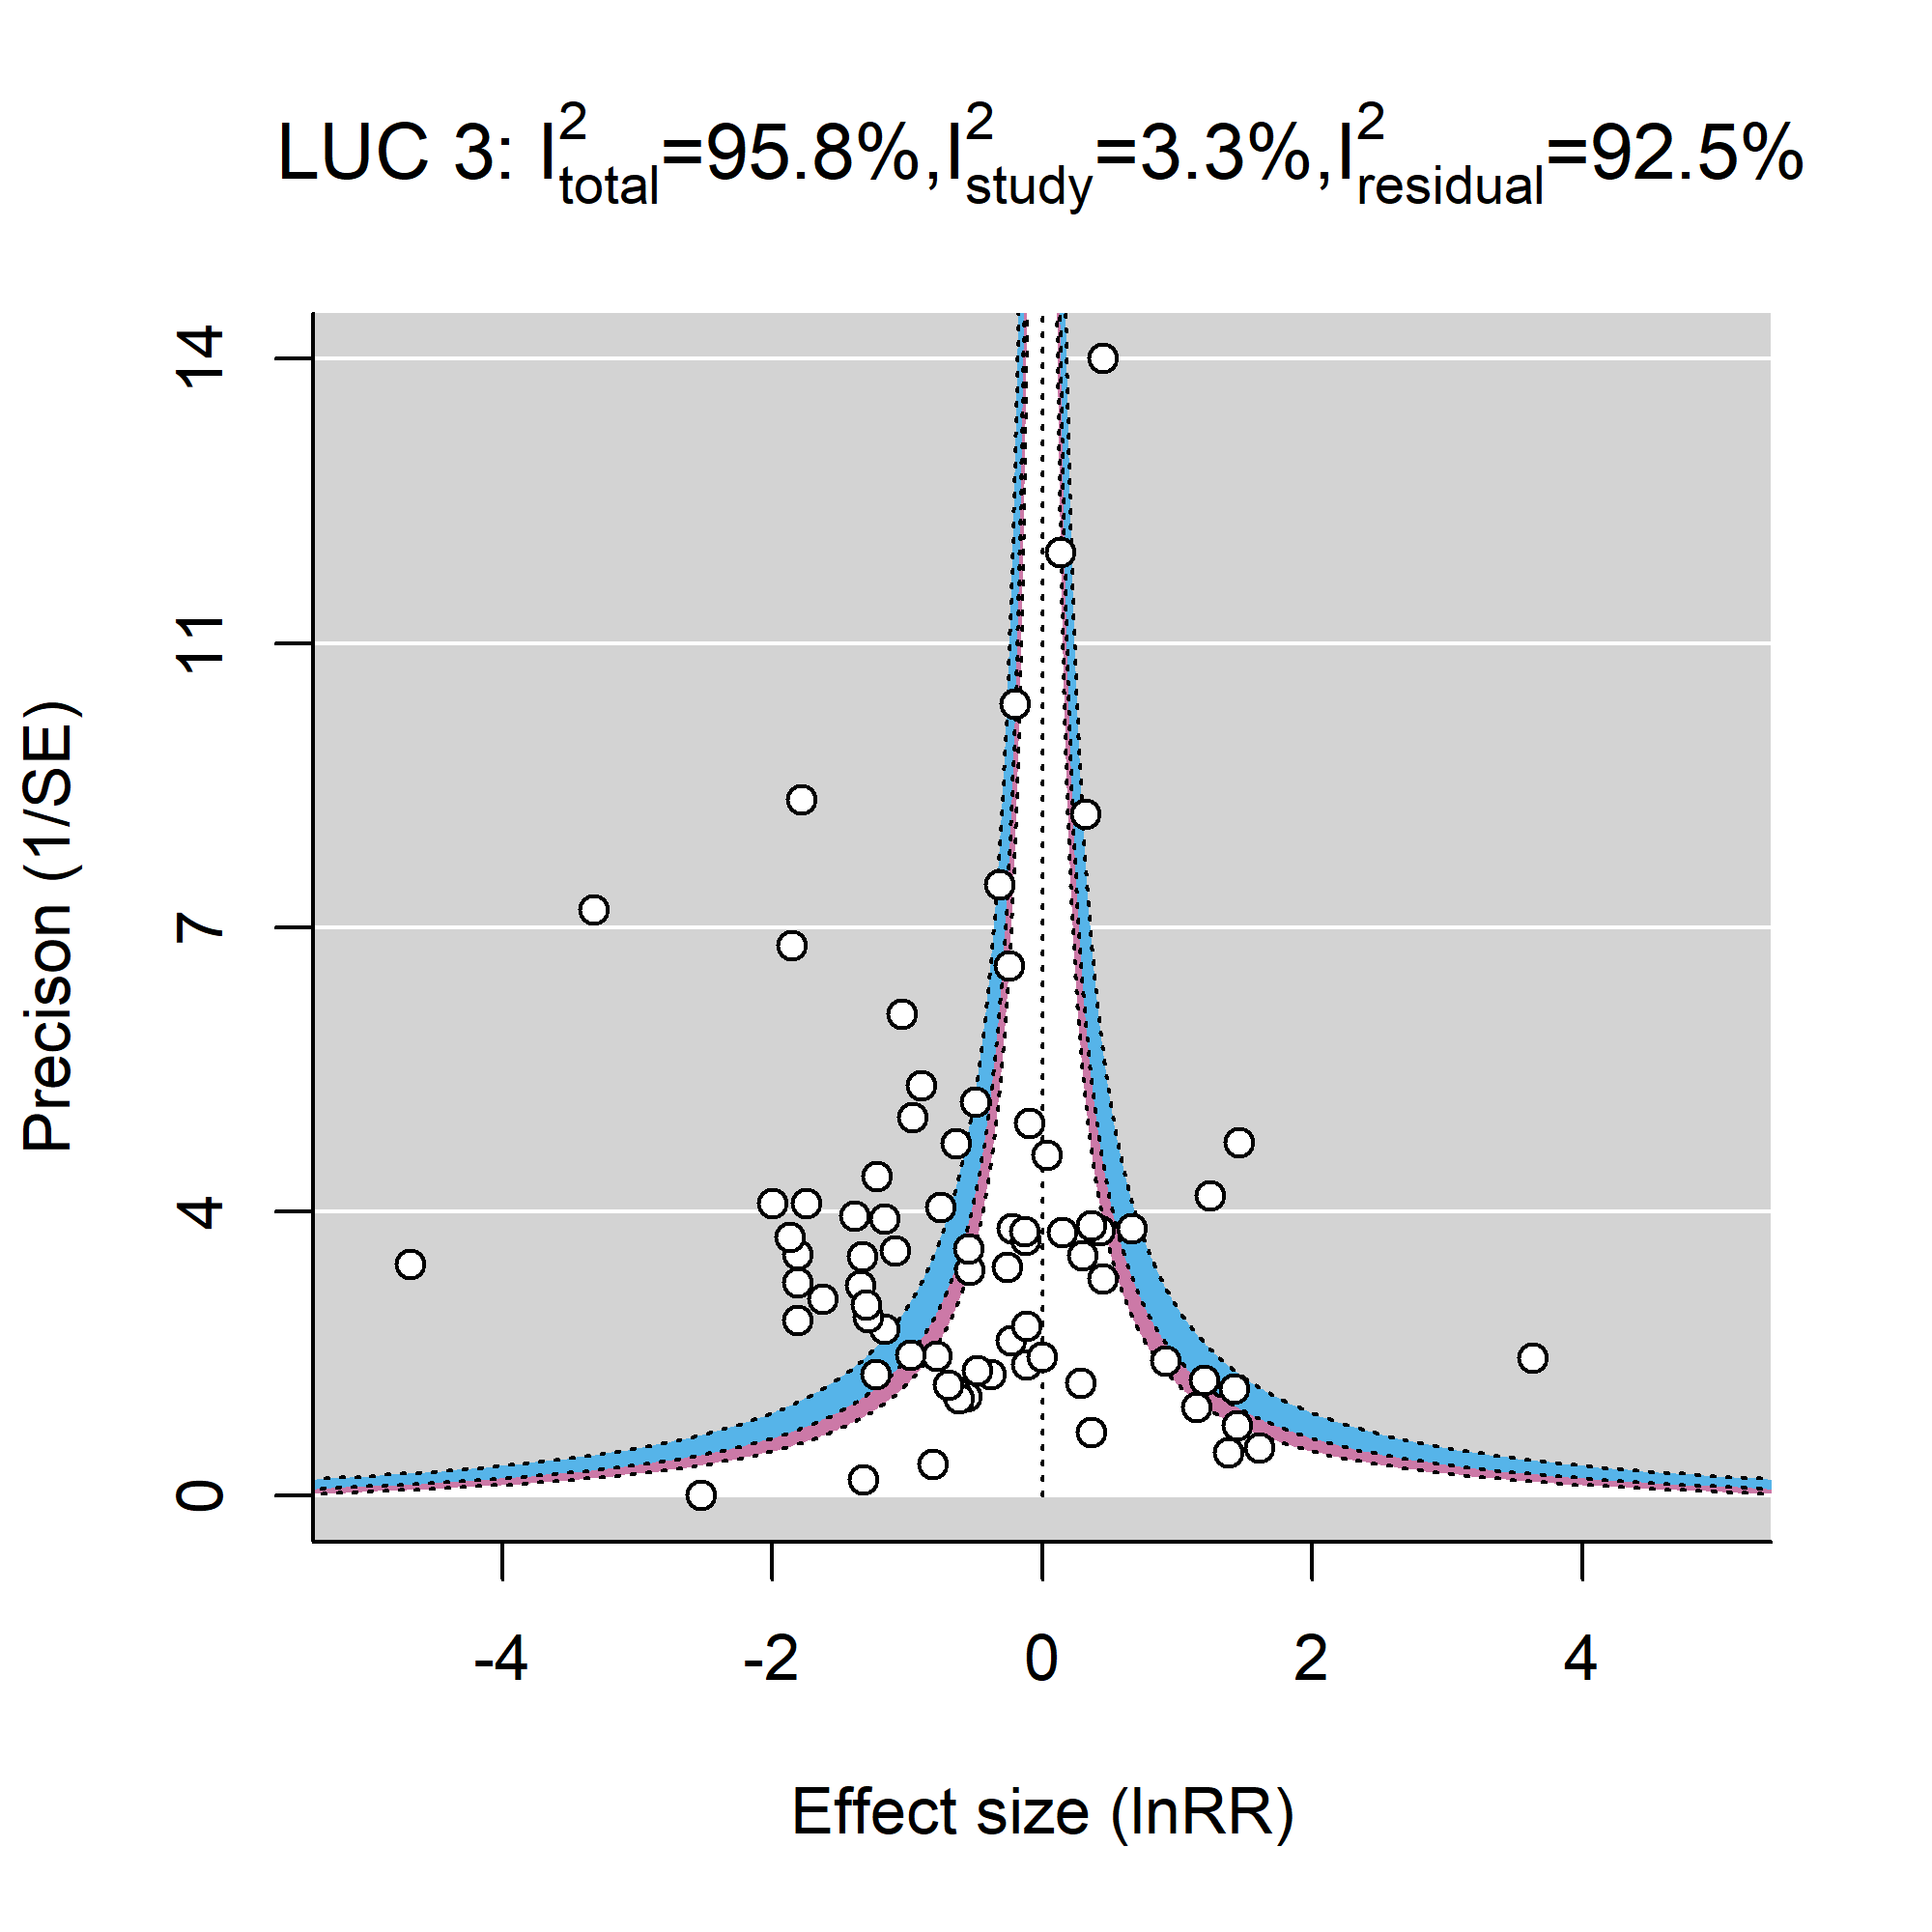 LUC 3: I²total=95.8%,I²study=3.3%,I²residual=92.5%
Precison (1/SE)
14
11
7
4
0
-4 -2 0 2 4
Effect size (lnRR)